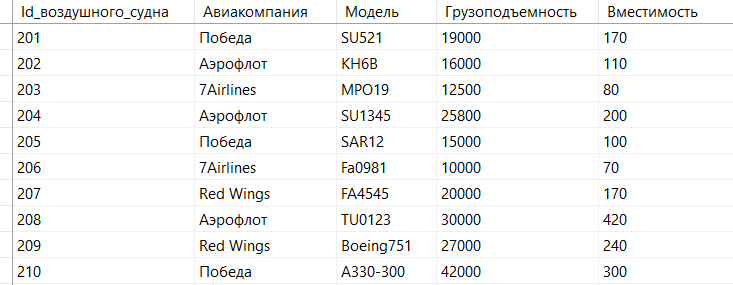 Id_воздушного_судна Авиакомпания Модель Грузоподъемность Вместимость
201 Победа SU521 19000 170
202 Аэрофлот KH6B 16000 110
203 7Airlines MPO19 12500 80
204 Аэрофлот SU1345 25800 200
205 Победа SAR12 15000 100
206 7Airlines Fa0981 10000 70
207 Red Wings FA4545 20000 170
208 Аэрофлот TU0123 30000 420
209 Red Wings Boeing751 27000 240
210 Победа A330-300 42000 300